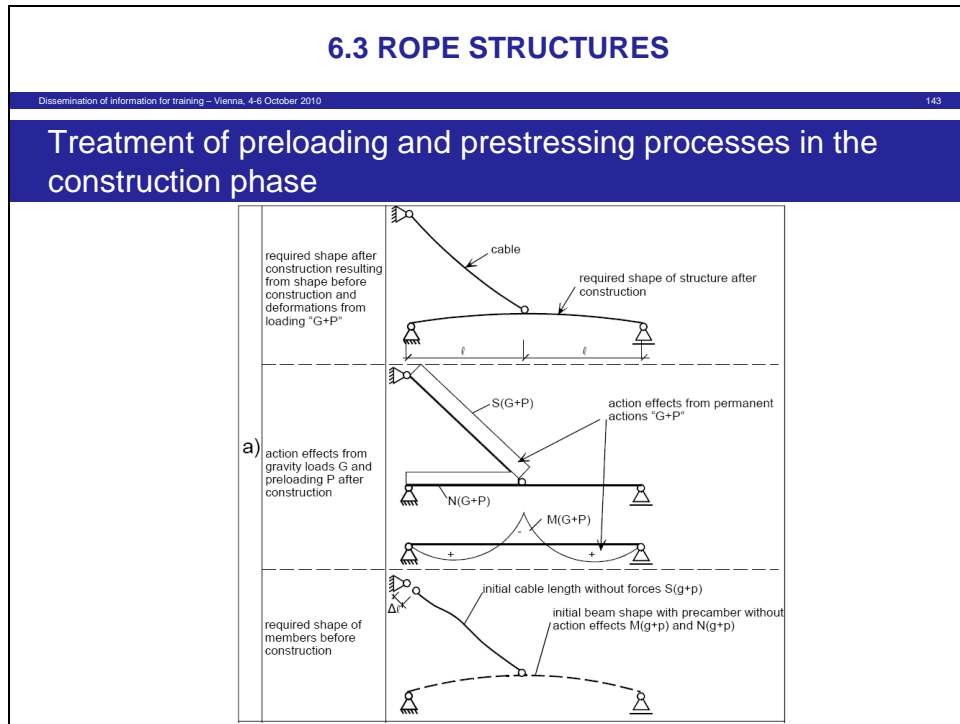 6.3 ROPE STRUCTURES
Dissemination of information for training – Vienna, 4-6 October 2010
143
Treatment of preloading and prestressing processes in the
construction phase
a)
required shape after
construction resulting
from shape before
construction and
deformations from
loading "G+P"
cable
required shape of structure after
construction
ℓ
ℓ
action effects from
gravity loads G and
preloading P after
construction
S(G+P)
action effects from permanent
actions "G+P"
N(G+P)
M(G+P)
-
+
+
required shape of
members before
construction
Δℓ
initial cable length without forces S(g+p)
initial beam shape with precamber without
action effects M(g+p) and N(g+p)